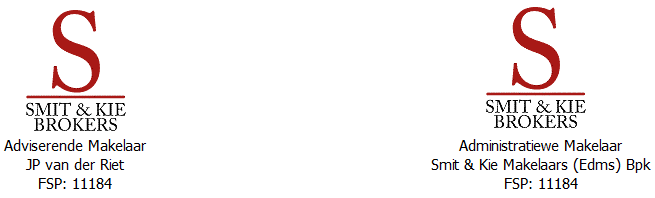 S
SMIT & KIE
BROKERS
Adviserende Makelaar
JP van der Riet
FSP: 11184
S
SMIT & KIE
BROKERS
Administratiewe Makelaar
Smit & Kie Makelaars (Edms) Bpk
FSP: 11184